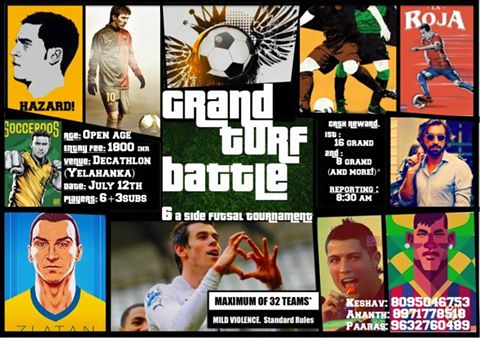 LA
ROJA
HAZARD!
GRAND
TURF
BATTLE
6 a side futsal tournament
SOCCEROOS
Age: Open age
Entry Fee: 1800 INR
Venue: Decathlon
(Yelahanka)
Date: July 12th
Players: 6+3subs
Cash Reward.
1st :
16 grand
2nd :
8 grand
(and more!)*
Reporting :
8:30 am
10
ZLATAN
MAXIMUM OF 32 TEAMS*
MILD VIOLENCE. Standard Rules
Keshav: 8095046753
Ananth: 8971778518
Paaras: 9632760489